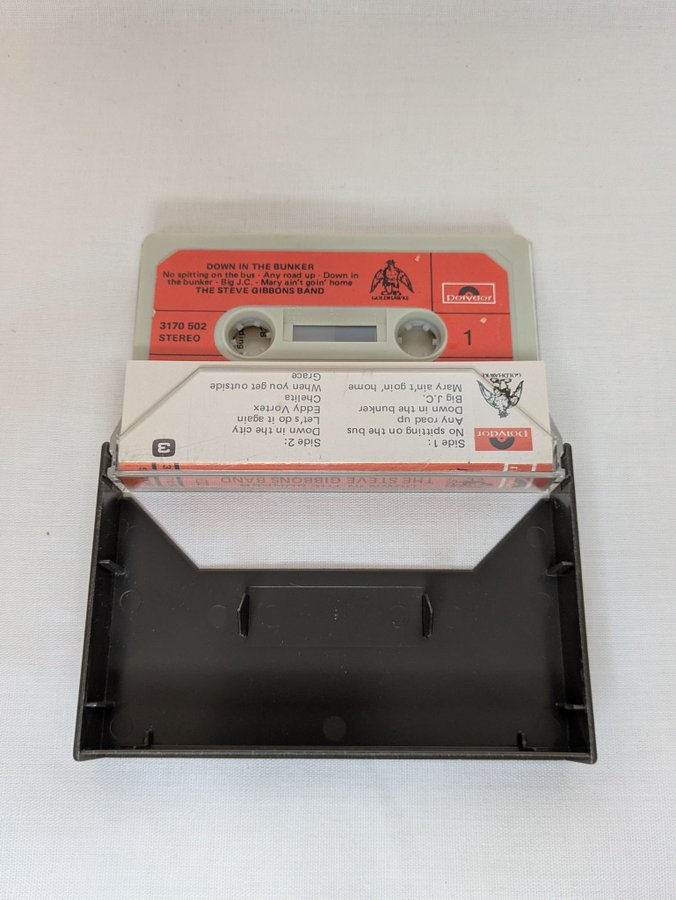 DOWN IN THE BUNKER
No spitting on the bus · Any road up · Down in
the bunker · Big J.C. · Mary ain't goin' home
THE STEVE GIBBONS BAND
GOLDHAWKE
polydor
3170 502
STEREO
1
Side 1:
No spitting on the bus
Any road up
Down in the bunker
Big J.C.
Mary ain't goin' home
Side 2:
Down in the city
Let's do it again
Eddy Vortex
Chelita
When you get outside
Grace
polydor
GOLDHAWKE
3
THE STEVE GIBBONS BAND